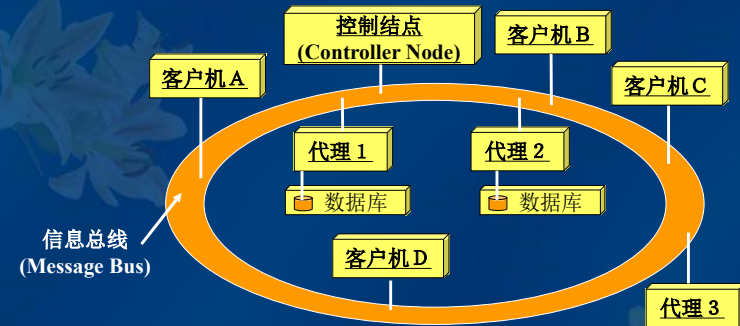 控制结点
(Controller Node)
客户机B
客户机A
客户机C
代理1
代理2
数据库
数据库
信息总线
(Message Bus)
客户机D
代理3